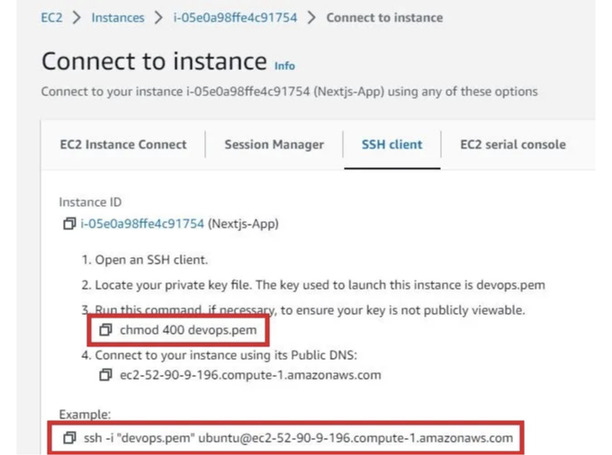 EC2 > Instances > i-05e0a98ffe4c91754 > Connect to instance
Connect to instance Info
Connect to your instance i-05e0a98ffe4c91754 (Nextjs-App) using any of these options
EC2 Instance Connect Session Manager SSH client EC2 serial console
Instance ID
i-05e0a98ffe4c91754 (Nextjs-App)
1. Open an SSH client.
2. Locate your private key file. The key used to launch this instance is devops.pem
3. Run this command, if necessary, to ensure your key is not publicly viewable.
chmod 400 devops.pem
4. Connect to your instance using its Public DNS:
ec2-52-90-9-196.compute-1.amazonaws.com
Example:
ssh -i "devops.pem" ubuntu@ec2-52-90-9-196.compute-1.amazonaws.com